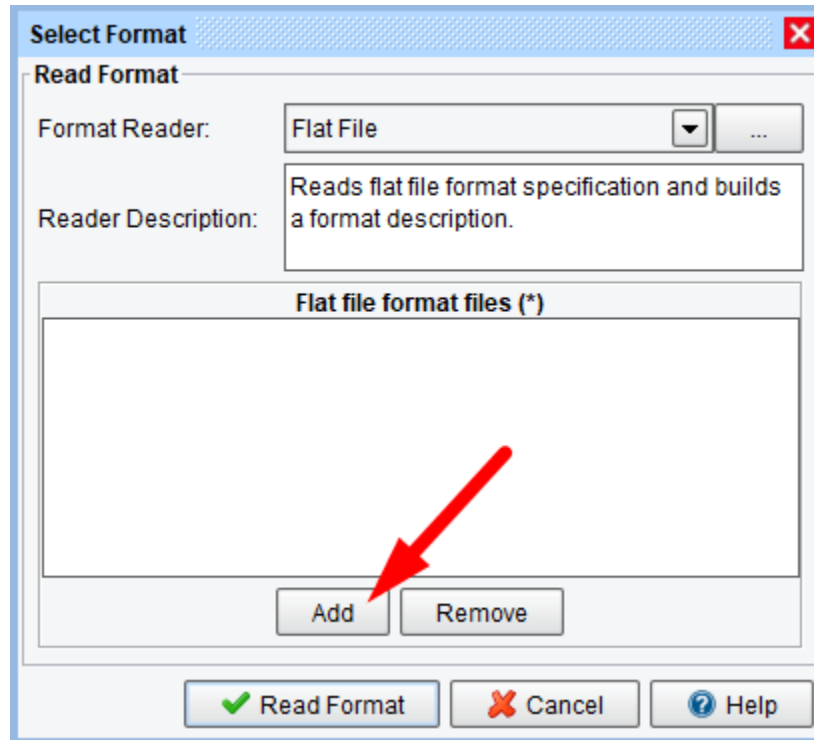 Select Format
Read Format
Format Reader: Flat File ...
Reader Description: Reads flat file format specification and builds
a format description.
Flat file format files (*)
Add Remove
Read Format Cancel Help